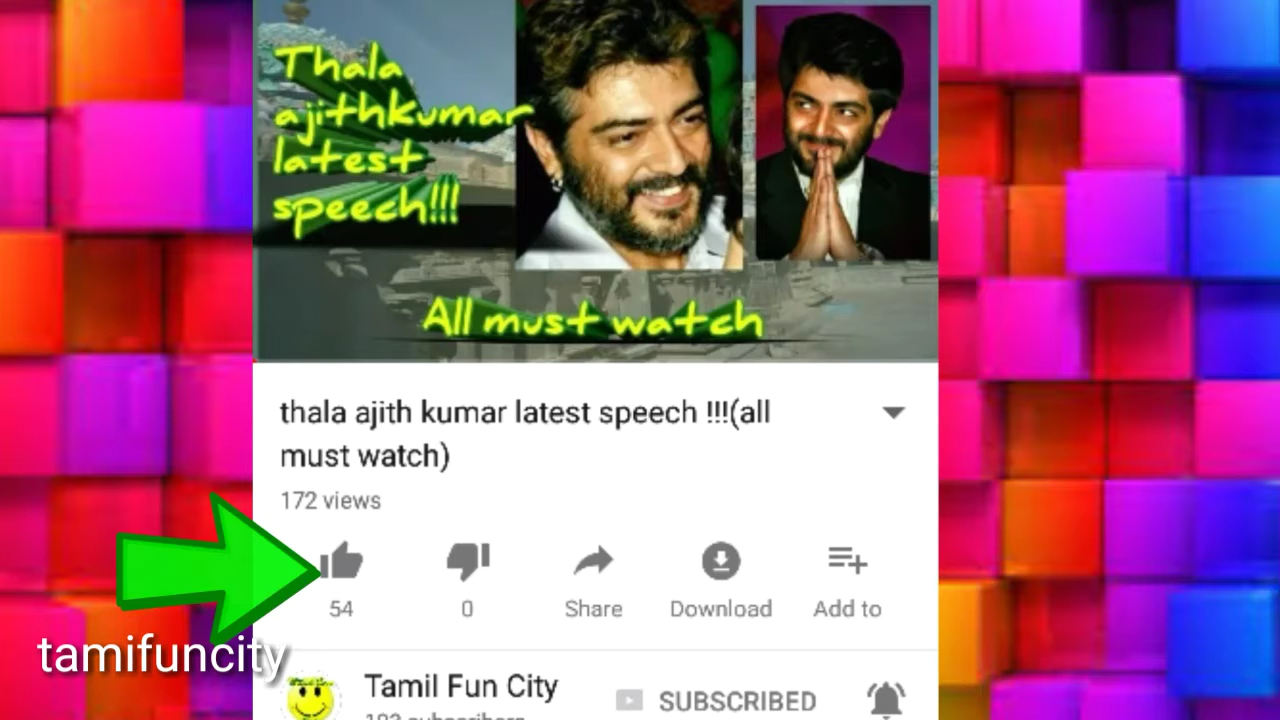 Thala
ajithkumar
latest
speech!!!
All must watch
thala ajith kumar latest speech !!!(all
must watch)
172 views
54
0
Share
Download
Add to
tamifuncity
Tamil Fun City
SUBSCRIBED